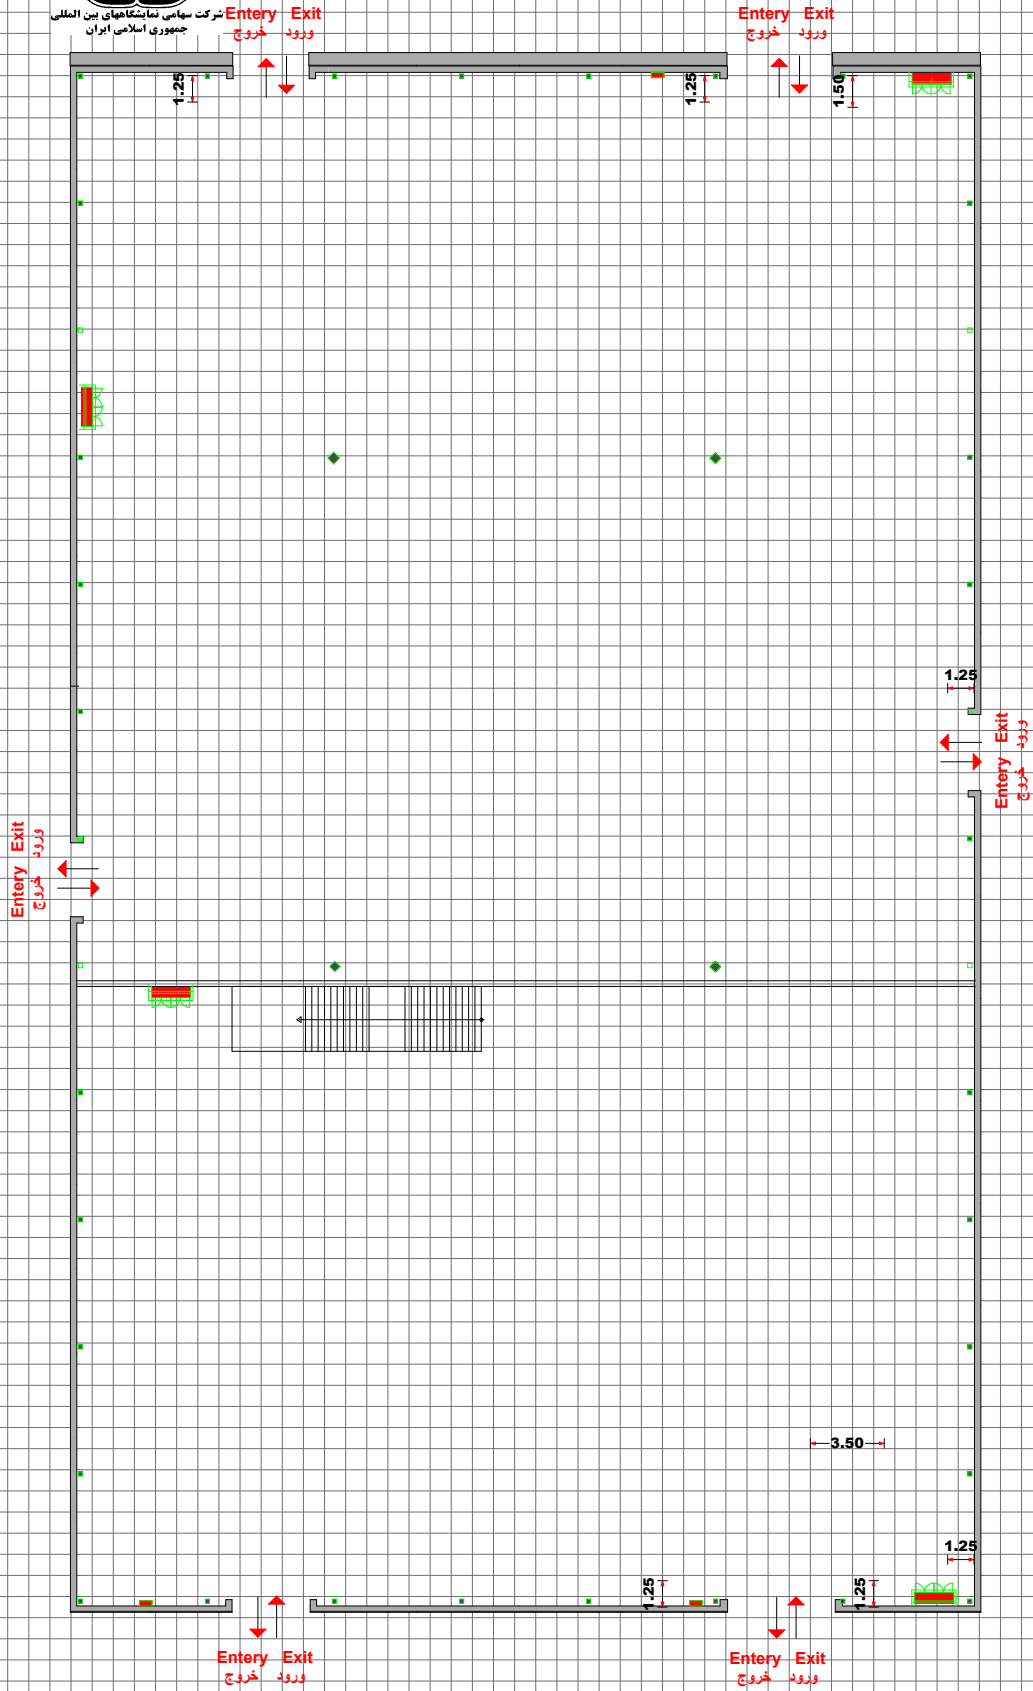 شرکت سهامی نمایشگاههای بین المللی
جمهوری اسلامی ایران
Entery Exit
خروج ورود
Entery Exit
خروج ورود
1.25
1.25
1.50
1.25
Entery Exit
خروج ورود
Entery Exit
خروج ورود
3.50
1.25
1.25
1.25
Entery Exit
خروج ورود
Entery Exit
خروج ورود